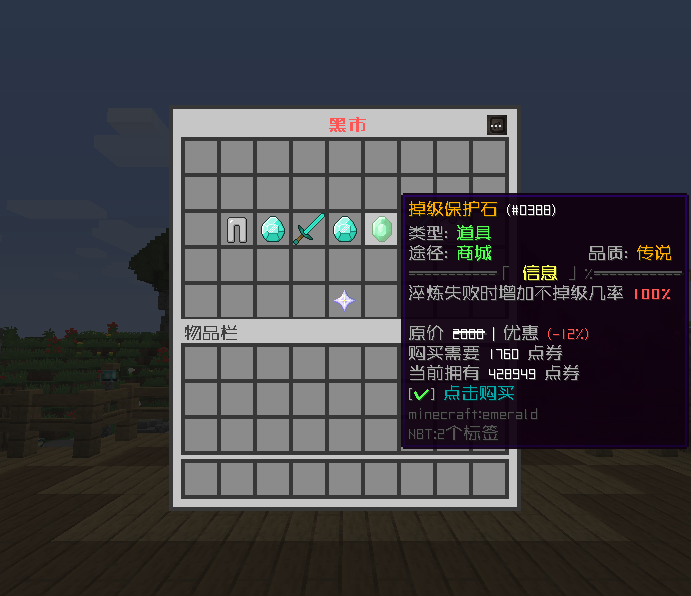 黑市
掉级保护石 (#0388)
类型: 道具
途径: 商城 品质: 传说
----------「 信息 」%----------
淬炼失败时增加不掉级几率 100%
原价 2000 | 优惠 (-12%)
购买需要 1760 点券
当前拥有 428949 点券
[✔] 点击购买
minecraft:emerald
NBT:2个标签
物品栏